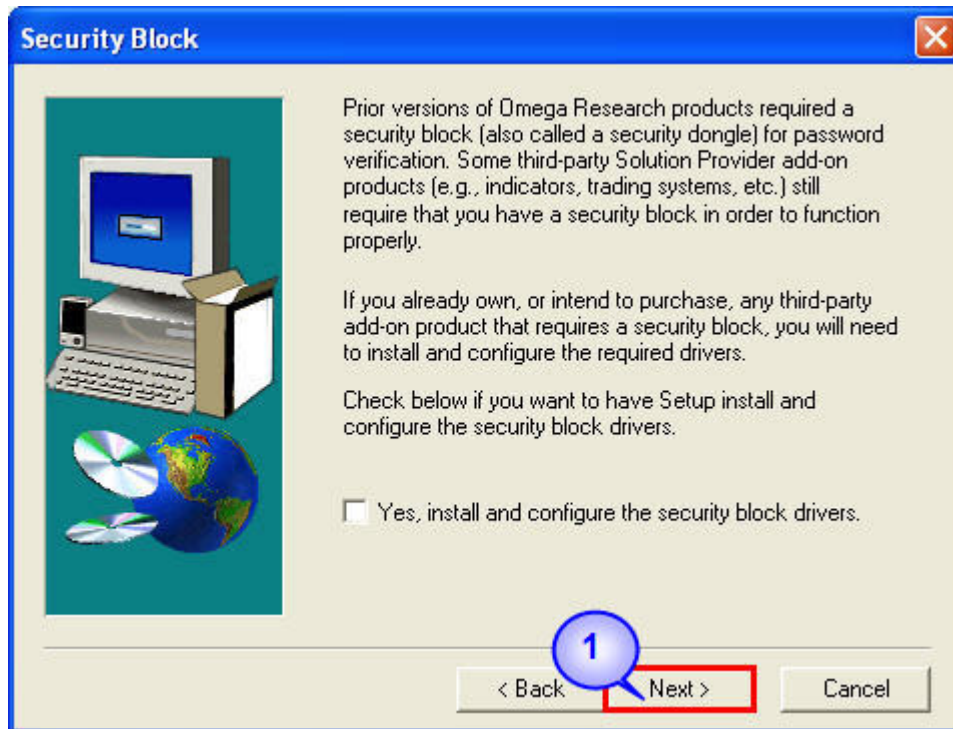 Security Block
Prior versions of Omega Research products required a
security block (also called a security dongle) for password
verification. Some third-party Solution Provider add-on
products (e.g., indicators, trading systems, etc.) still
require that you have a security block in order to function
properly.
If you already own, or intend to purchase, any third-party
add-on product that requires a security block, you will need
to install and configure the required drivers.
Check below if you want to have Setup install and
configure the security block drivers.
Yes, install and configure the security block drivers.
1
< Back
Next >
Cancel